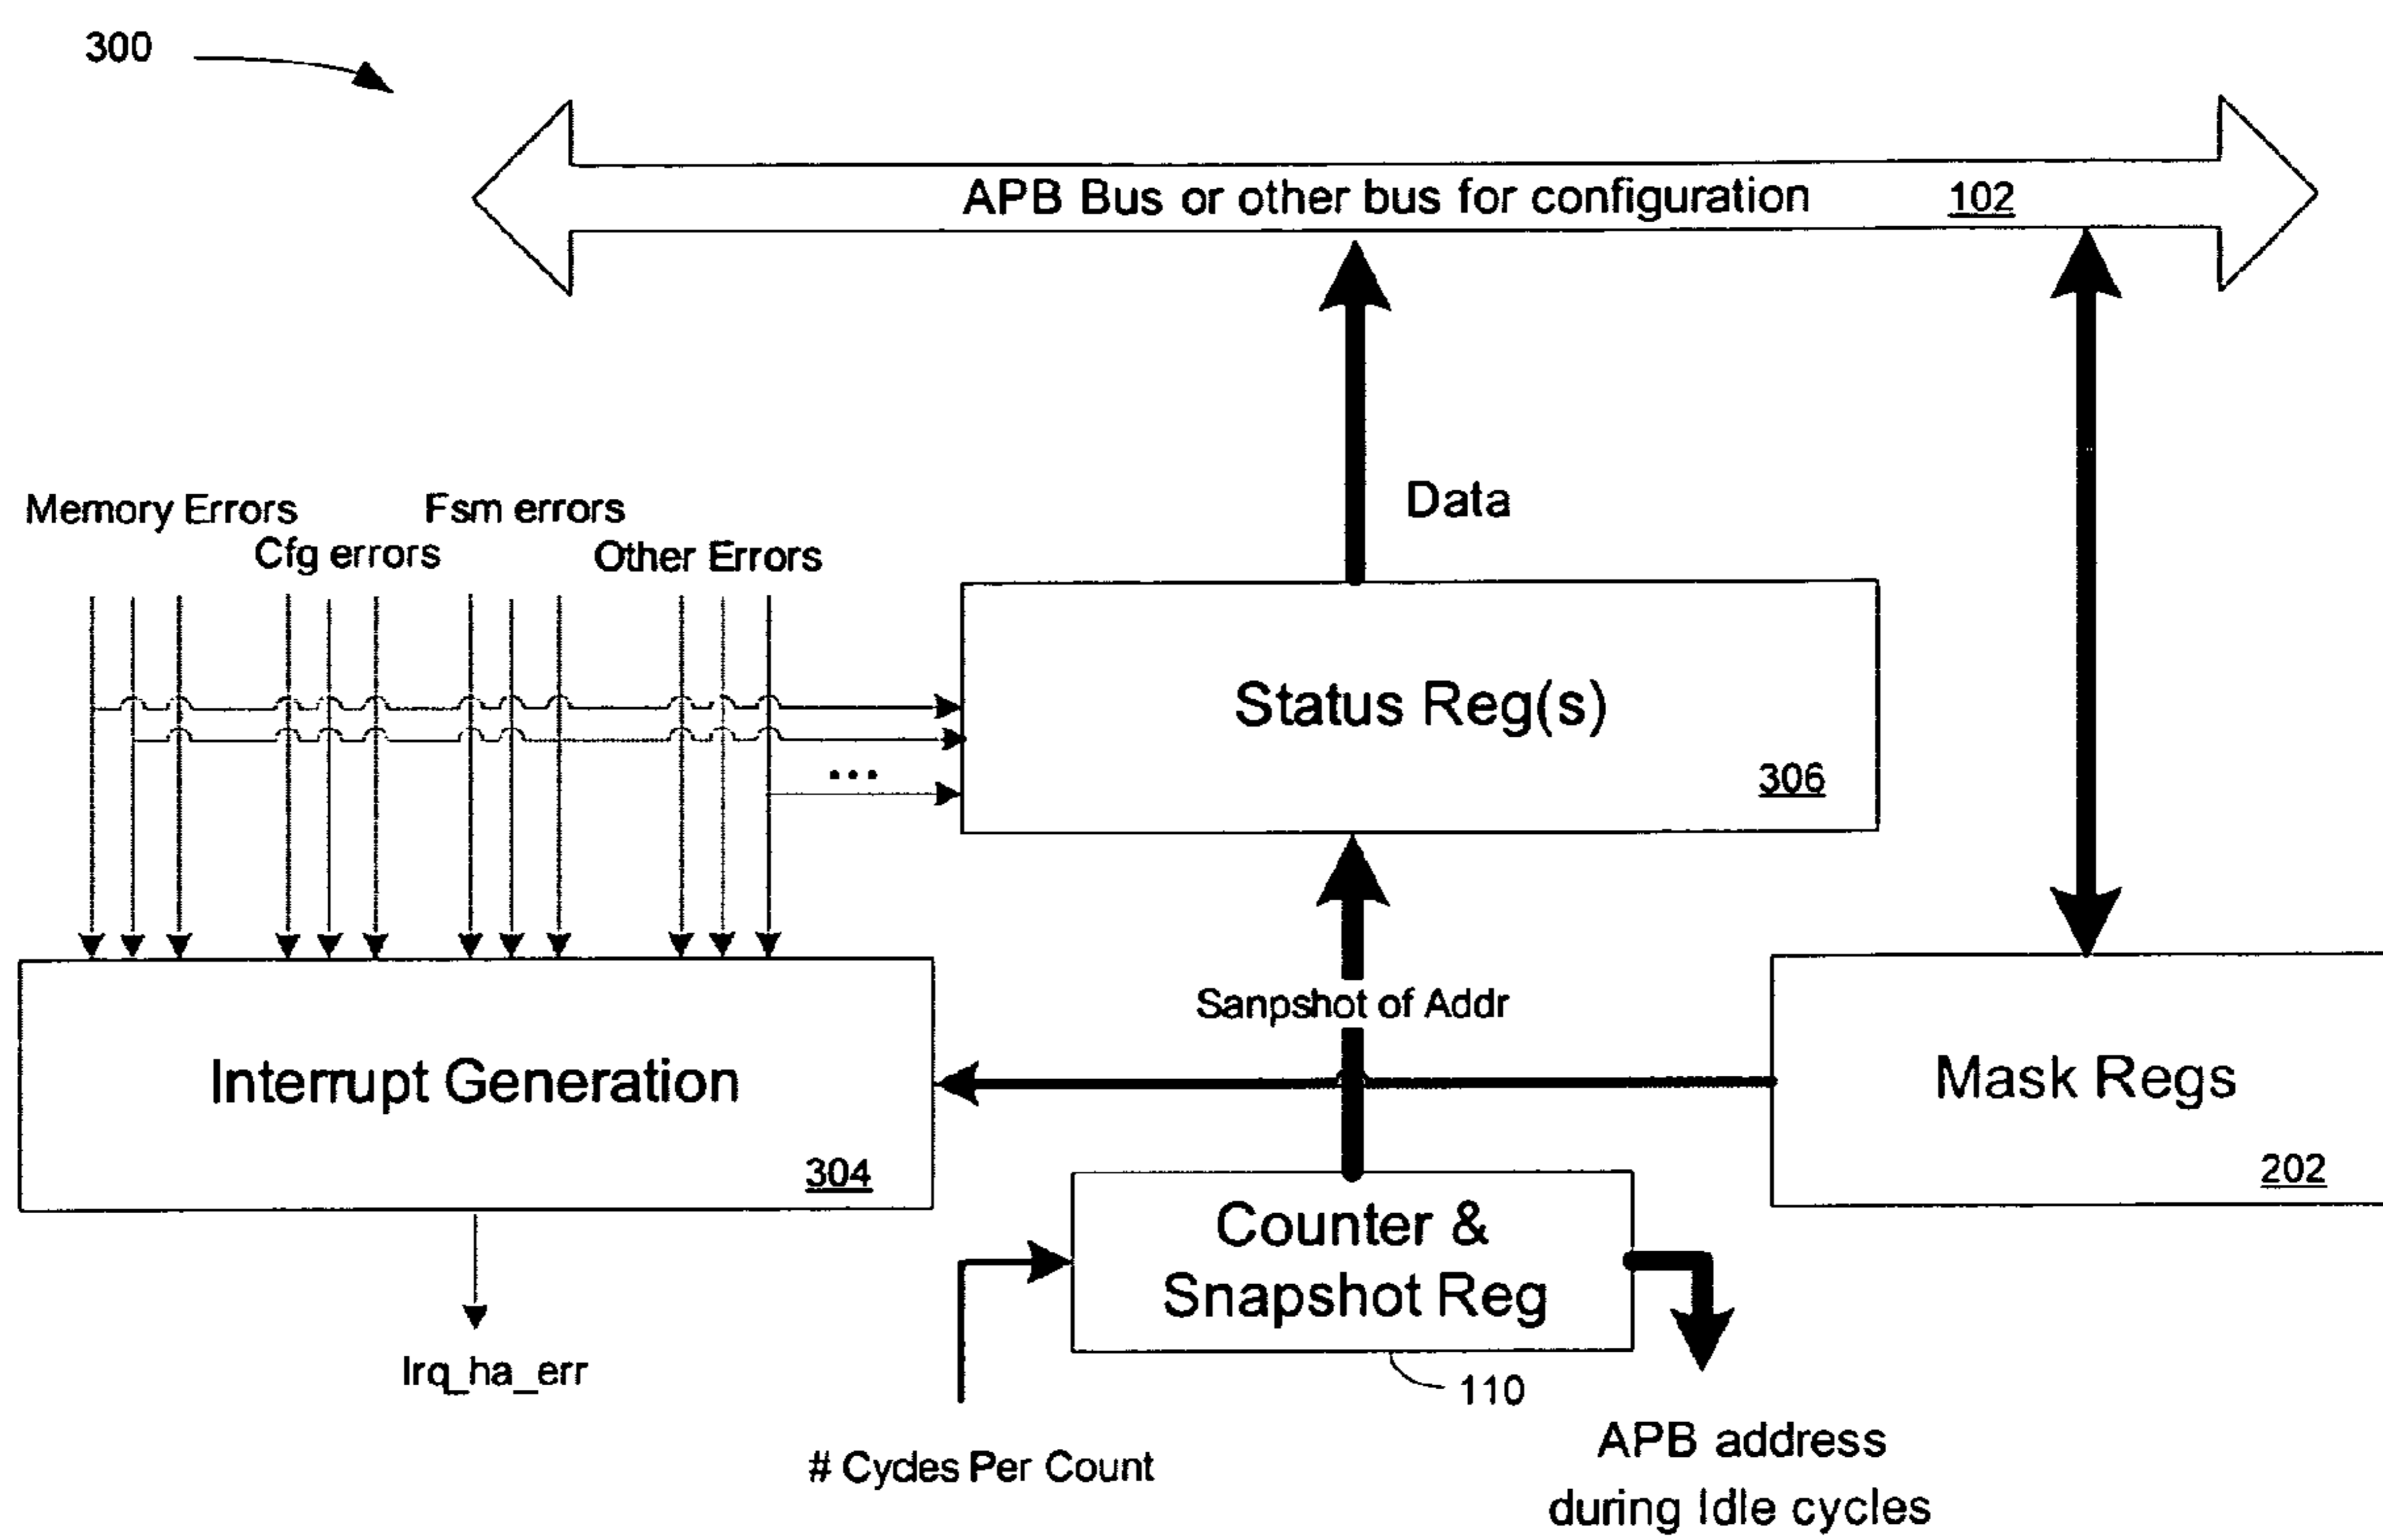 300
APB Bus or other bus for configuration 102
Data
Memory Errors
Fsm errors
Cfg errors
Other Errors
Status Reg(s)
...
306
Sanpshot of Addr
Interrupt Generation
304
Mask Regs
202
Counter &
Snapshot Reg
110
Irq_ha_err
# Cycles Per Count
APB address
during Idle cycles